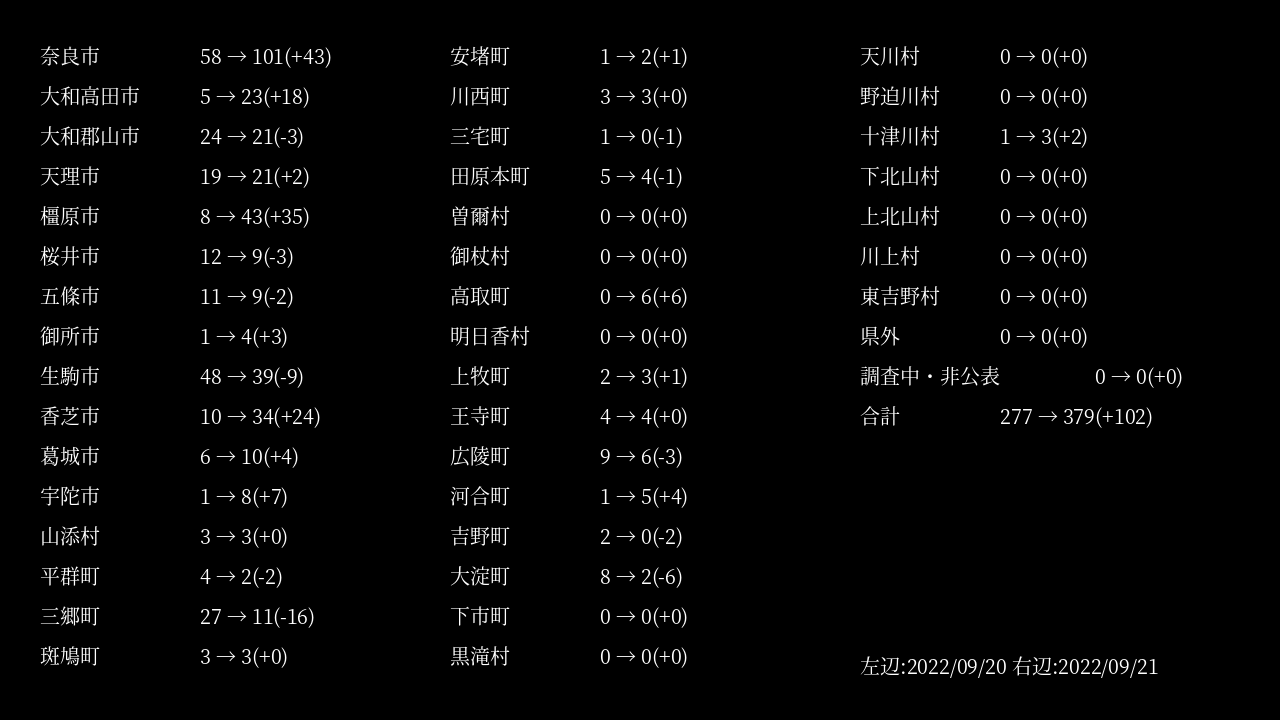 奈良市 58 → 101(+43)
大和高田市 5 → 23(+18)
大和郡山市 24 → 21(-3)
天理市 19 → 21(+2)
橿原市 8 → 43(+35)
桜井市 12 → 9(-3)
五條市 11 → 9(-2)
御所市 1 → 4(+3)
生駒市 48 → 39(-9)
香芝市 10 → 34(+24)
葛城市 6 → 10(+4)
宇陀市 1 → 8(+7)
山添村 3 → 3(+0)
平群町 4 → 2(-2)
三郷町 27 → 11(-16)
斑鳩町 3 → 3(+0)
安堵町 1 → 2(+1)
川西町 3 → 3(+0)
三宅町 1 → 0(-1)
田原本町 5 → 4(-1)
曽爾村 0 → 0(+0)
御杖村 0 → 0(+0)
高取町 0 → 6(+6)
明日香村 0 → 0(+0)
上牧町 2 → 3(+1)
王寺町 4 → 4(+0)
広陵町 9 → 6(-3)
河合町 1 → 5(+4)
吉野町 2 → 0(-2)
大淀町 8 → 2(-6)
下市町 0 → 0(+0)
黒滝村 0 → 0(+0)
天川村 0 → 0(+0)
野迫川村 0 → 0(+0)
十津川村 1 → 3(+2)
下北山村 0 → 0(+0)
上北山村 0 → 0(+0)
川上村 0 → 0(+0)
東吉野村 0 → 0(+0)
県外 0 → 0(+0)
調査中・非公表 0 → 0(+0)
合計 277 → 379(+102)
左辺:2022/09/20 右辺:2022/09/21